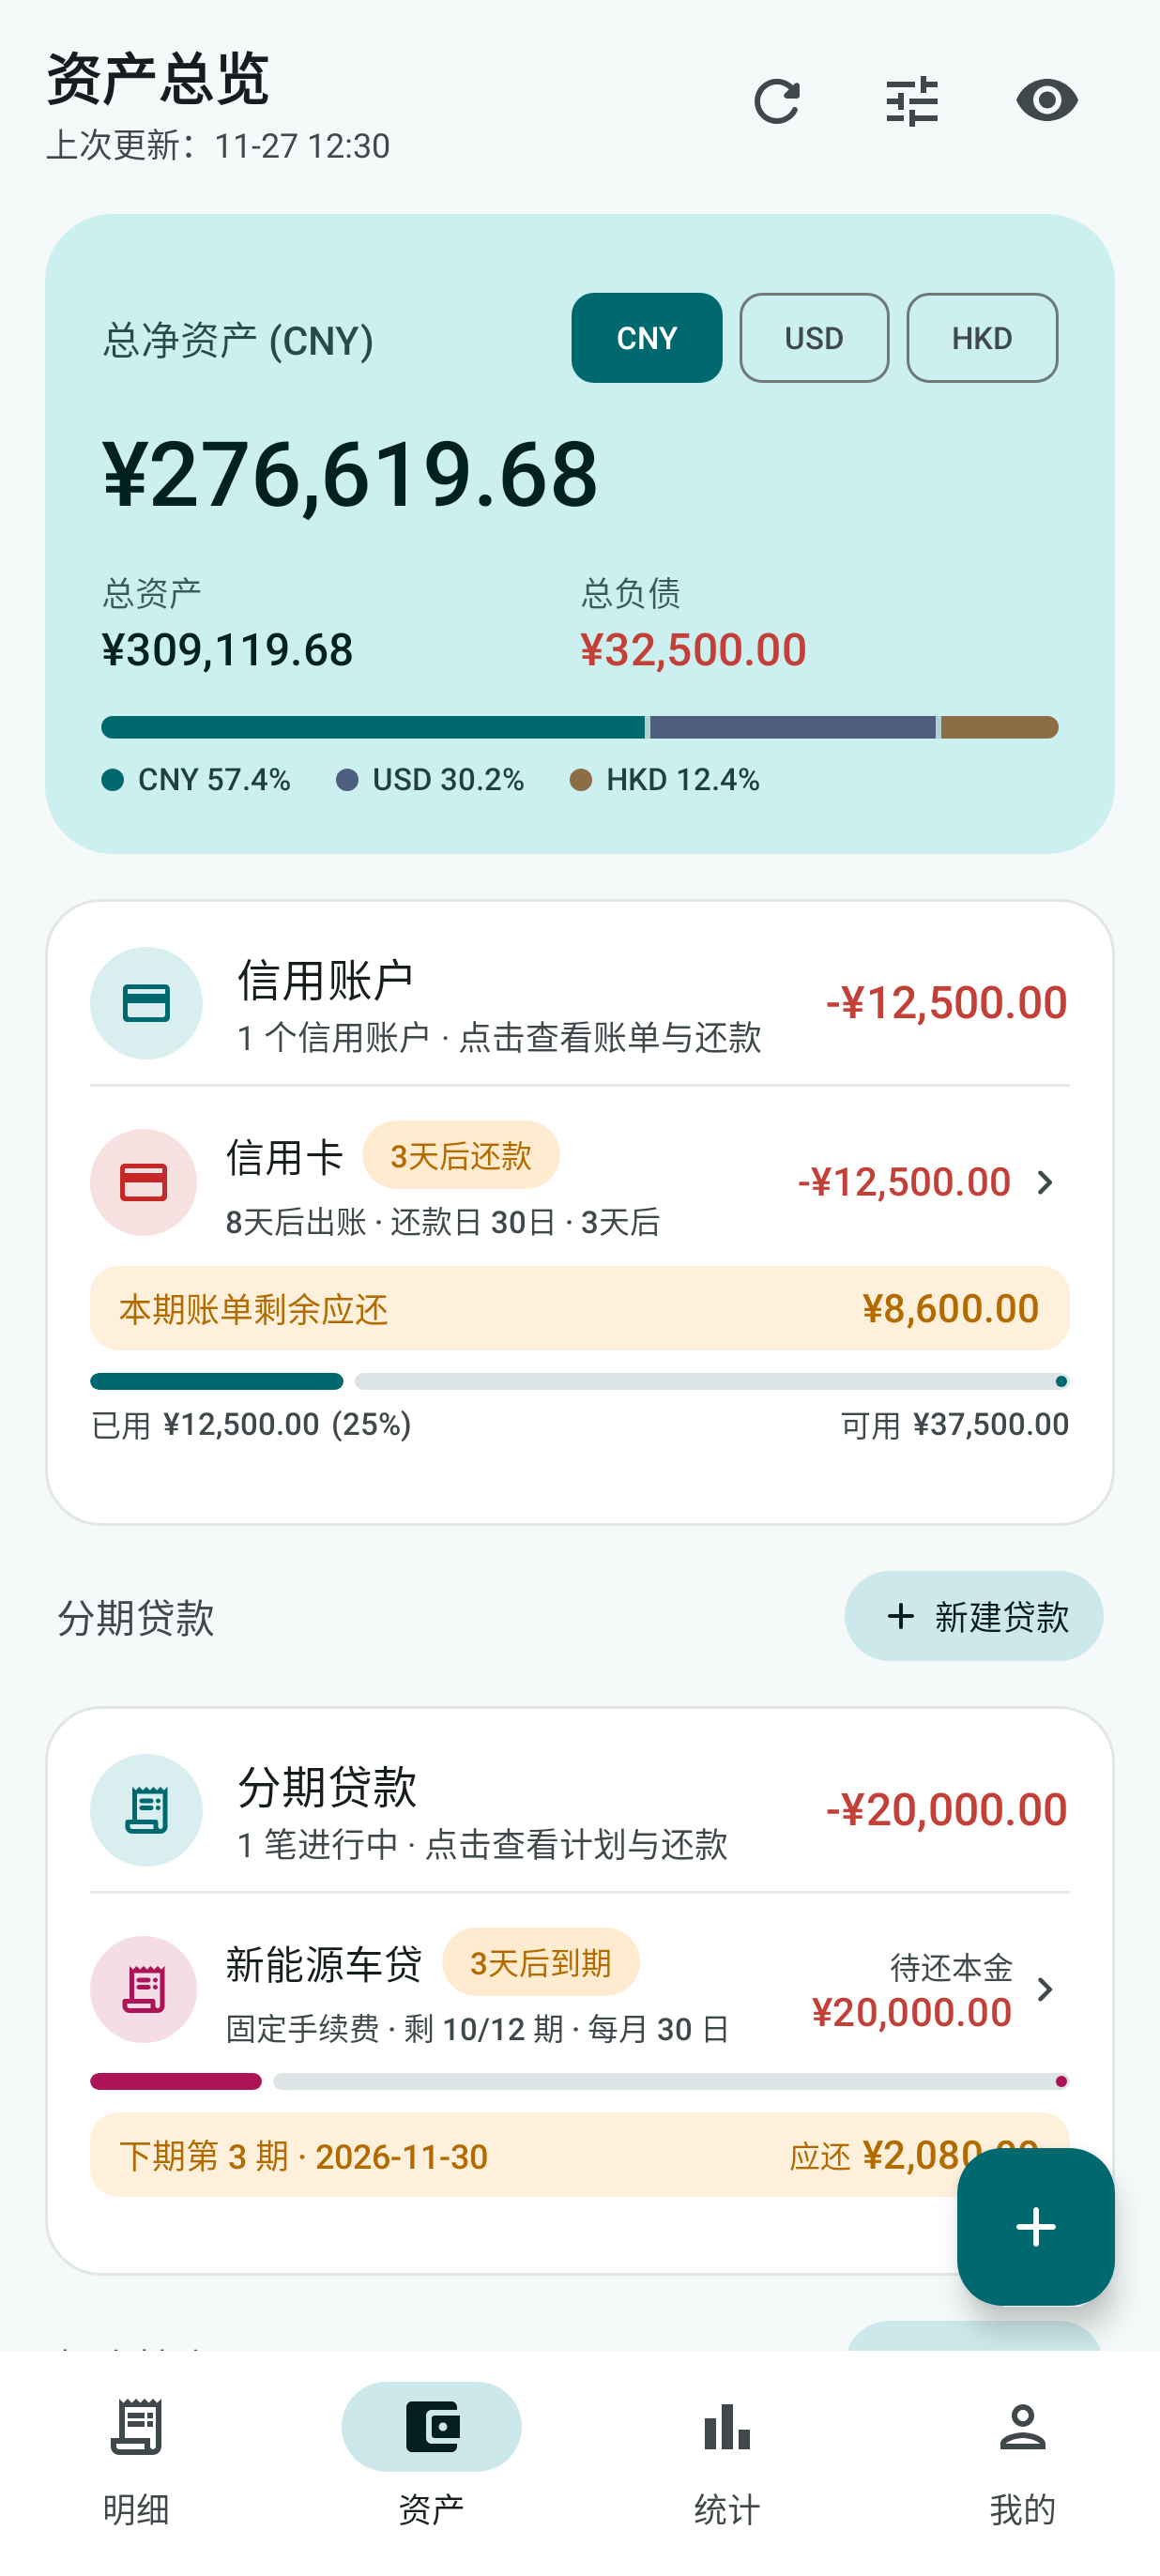 资产总览
上次更新：11-27 12:30
总净资产 (CNY)
CNY
USD
HKD
¥276,619.68
总资产
总负债
¥309,119.68
¥32,500.00
CNY 57.4%
USD 30.2%
HKD 12.4%
信用账户
1 个信用账户 · 点击查看账单与还款
-¥12,500.00
信用卡
3天后还款
8天后出账 · 还款日 30日 · 3天后
-¥12,500.00
本期账单剩余应还
¥8,600.00
已用 ¥12,500.00 (25%)
可用 ¥37,500.00
分期贷款
新建贷款
分期贷款
1 笔进行中 · 点击查看计划与还款
-¥20,000.00
新能源车贷
3天后到期
固定手续费 · 剩 10/12 期 · 每月 30 日
待还本金
¥20,000.00
下期第 3 期 · 2026-11-30
应还 ¥2,080.00
明细
资产
统计
我的